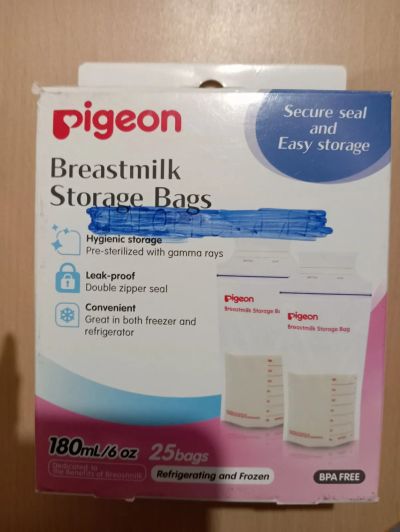 pigeon
Secure seal
and
Easy storage
Breastmilk
Storage Bags
Hygienic storage
Pre-sterilized with gamma rays
Leak-proof
Double zipper seal
Convenient
Great in both freezer and
refrigerator
pigeon
Breastmilk Storage Ba
pigeon
Breastmilk Storage Bag
180mL/6 oz
25bags
Dedicated to
the Benefits of Breastmilk
Refrigerating and Frozen
BPA FREE